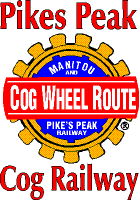 Pikes Peak
MANITOU
AND
COG WHEEL ROUTE
PIKE'S PEAK
RAILWAY
®
Cog Railway